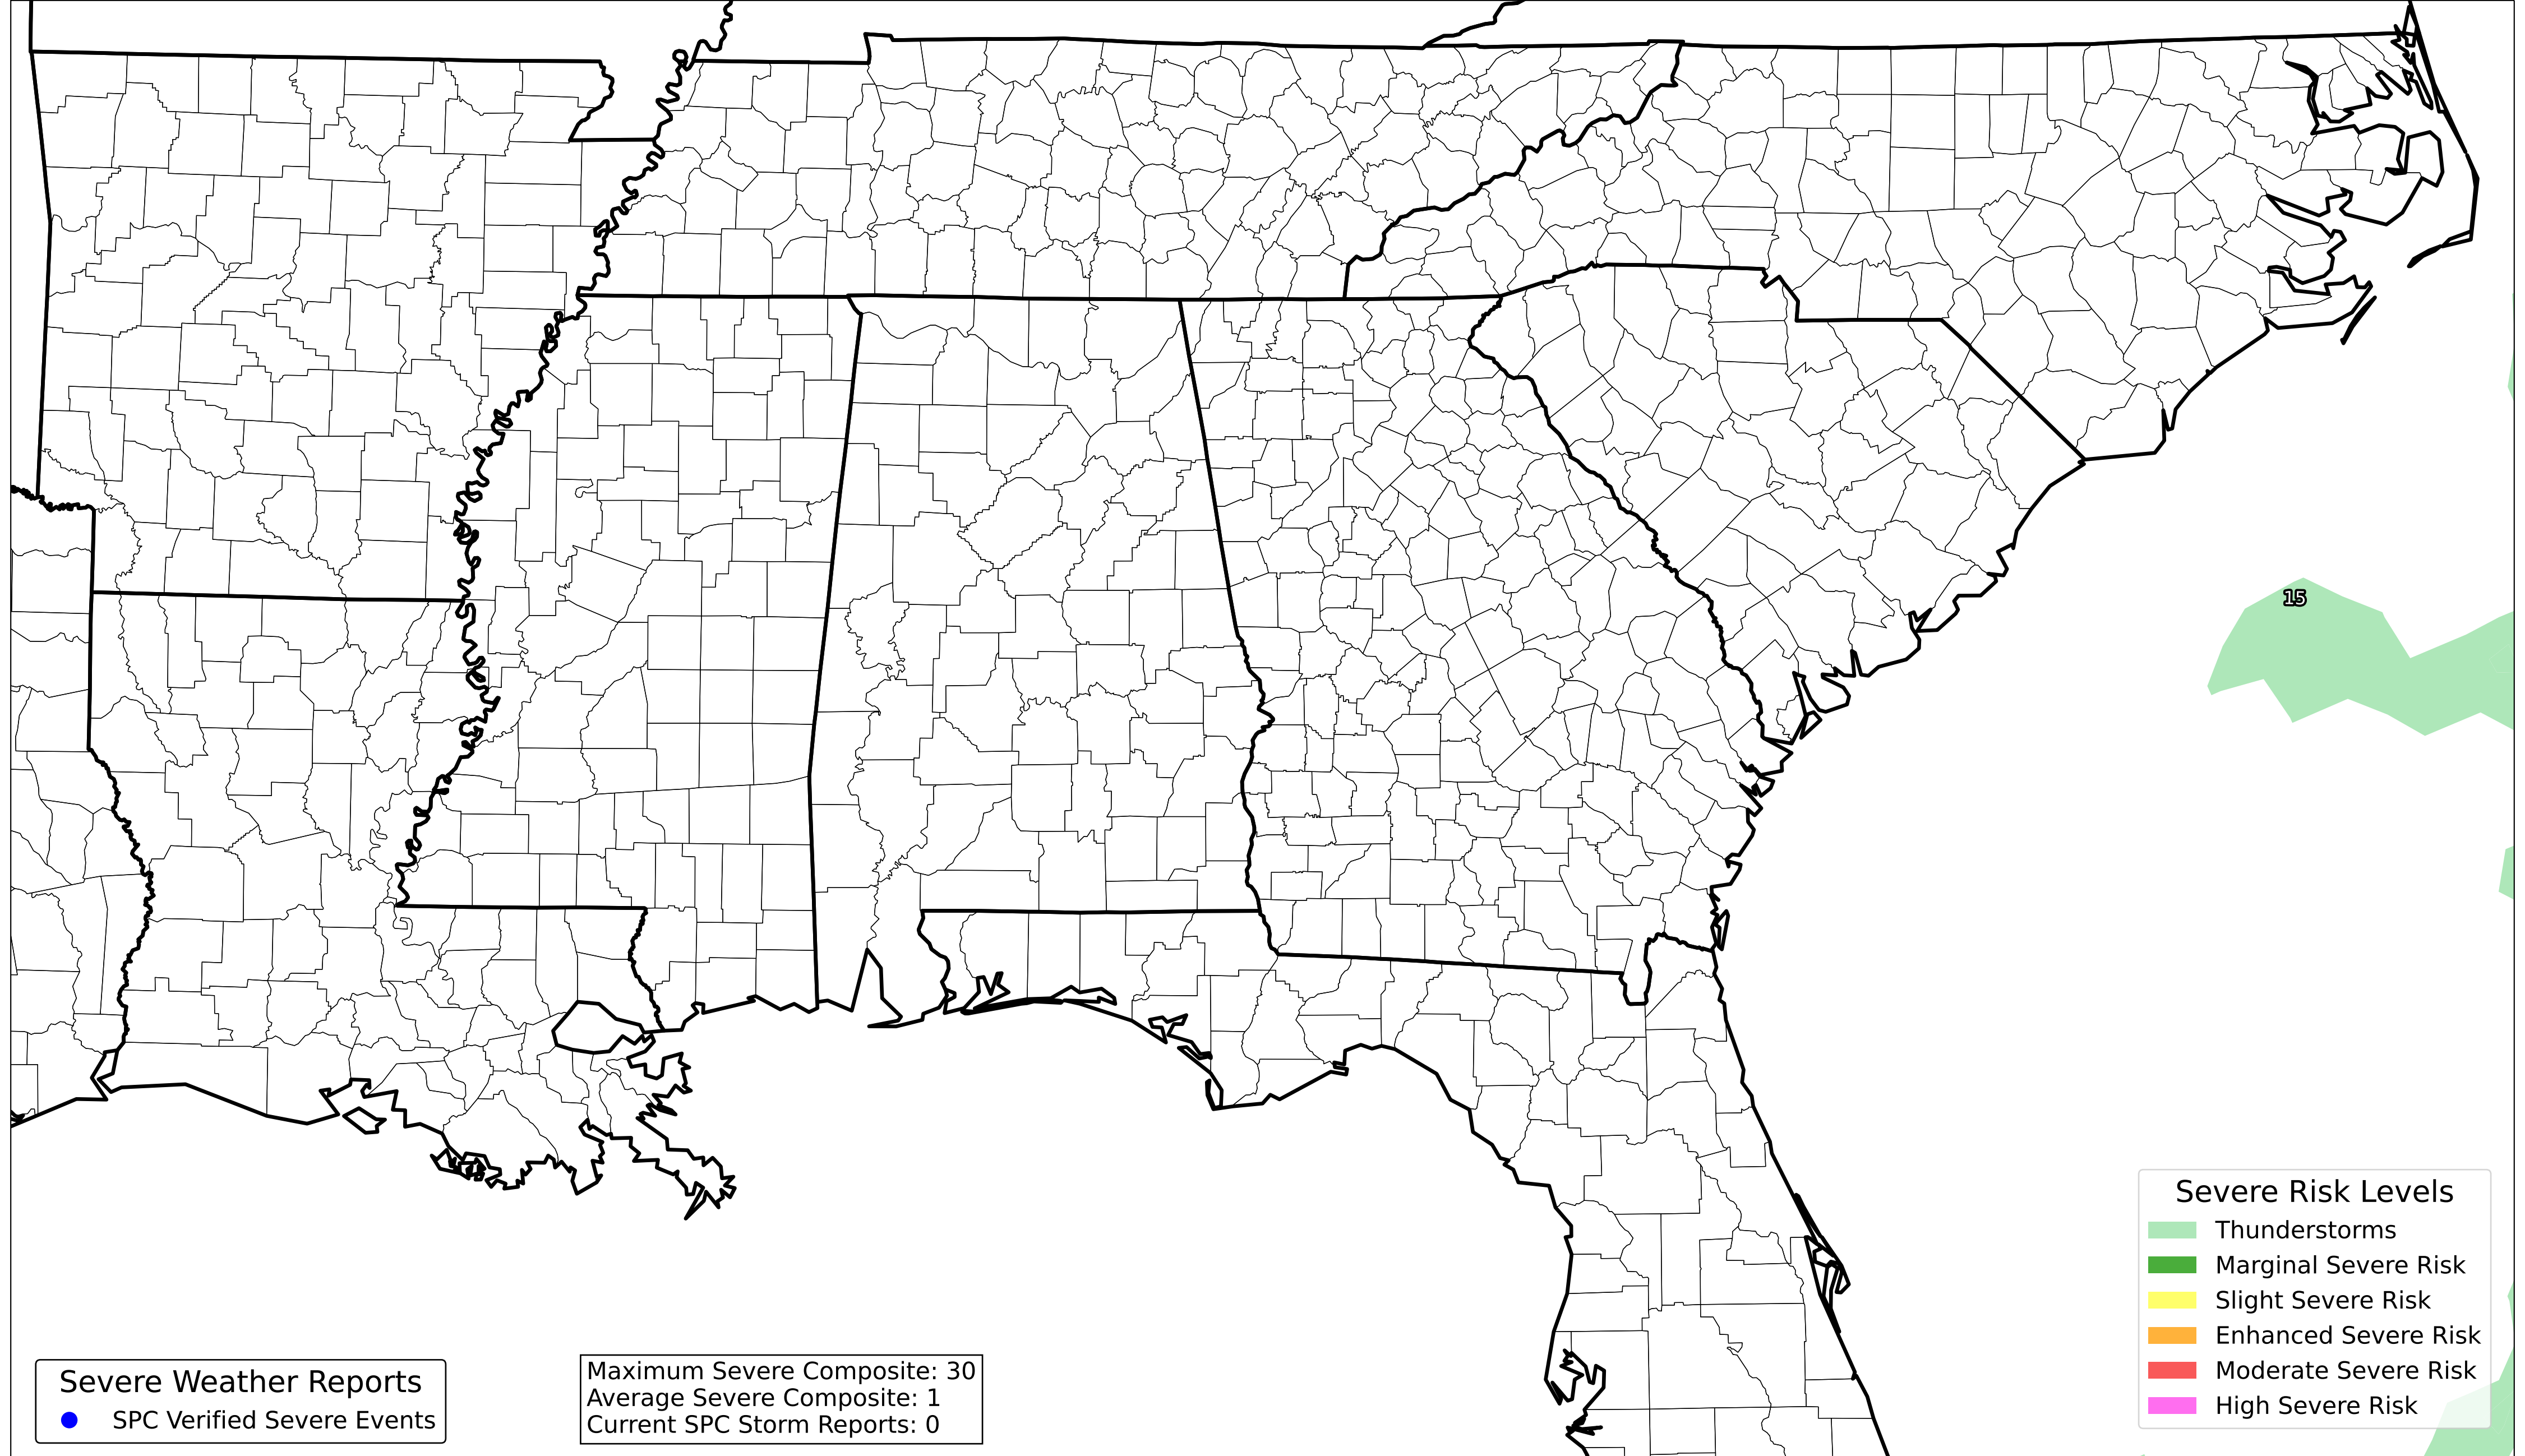 15
Severe Risk Levels
Thunderstorms
Marginal Severe Risk
Slight Severe Risk
Enhanced Severe Risk
Moderate Severe Risk
High Severe Risk
Severe Weather Reports
SPC Verified Severe Events
Maximum Severe Composite: 30
Average Severe Composite: 1
Current SPC Storm Reports: 0